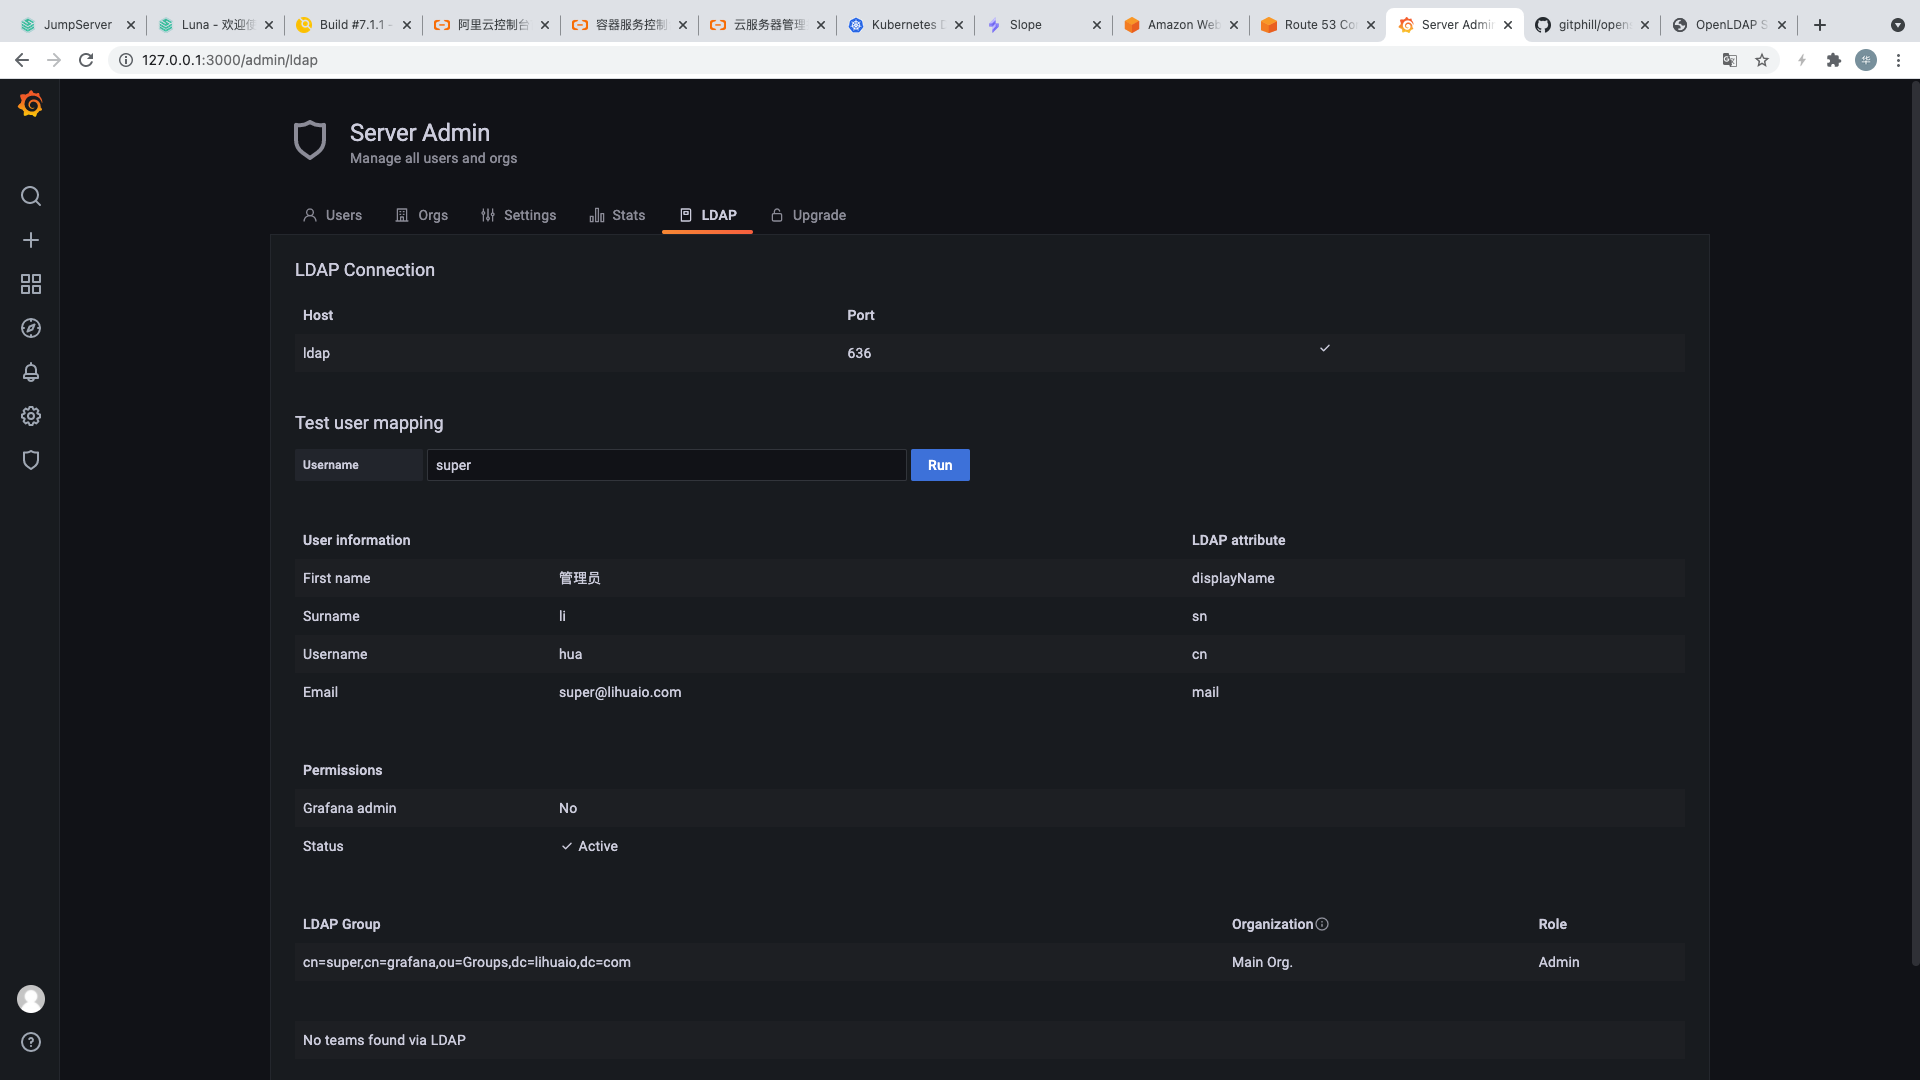 JumpServer
Luna - 欢迎使
Build #7.1.1 -
阿里云控制台
容器服务控制
云服务器管理
Kubernetes D
Slope
Amazon Web
Route 53 Co
Server Admin
gitphill/open
OpenLDAP S
127.0.0.1:3000/admin/ldap
华
Server Admin
Manage all users and orgs
Users
Orgs
Settings
Stats
LDAP
Upgrade
LDAP Connection
Host Port
ldap 636
Test user mapping
Username super Run
User information LDAP attribute
First name 管理员 displayName
Surname li sn
Username hua cn
Email super@lihuaio.com mail
Permissions
Grafana admin No
Status Active
LDAP Group Organization Role
cn=super,cn=grafana,ou=Groups,dc=lihuaio,dc=com Main Org. Admin
No teams found via LDAP